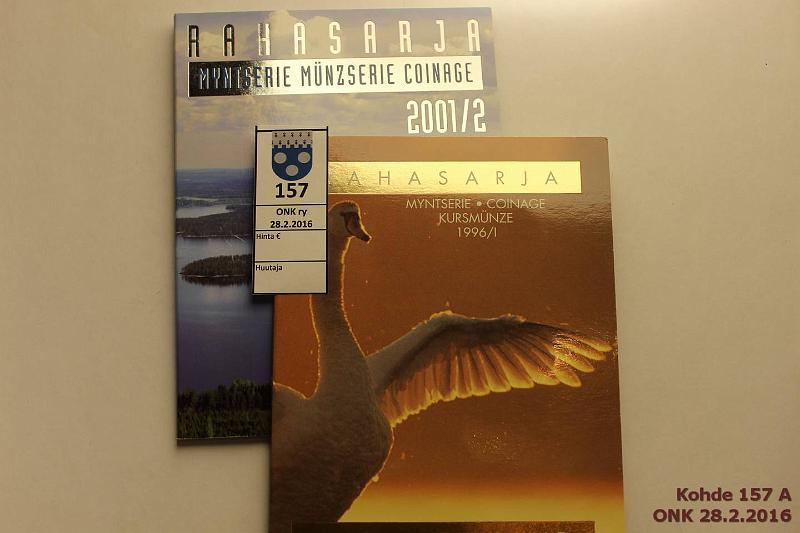 RAHASARJA
MYNTSERIE MÜNZSERIE COINAGE
2001/2
157
ONK ry
28.2.2016
Hinta €
Huutaja
AHASARJA
MYNTSERIE • COINAGE
KURSMÜNZE
1996/I
Kohde 157 A
ONK 28.2.2016